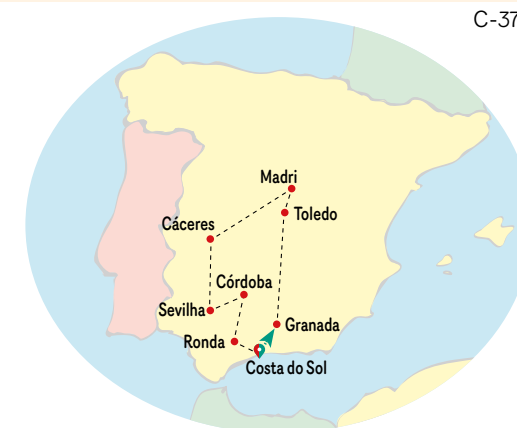 C-37
Madri
Toledo
Cáceres
Córdoba
Sevilha
Granada
Ronda
Costa do Sol